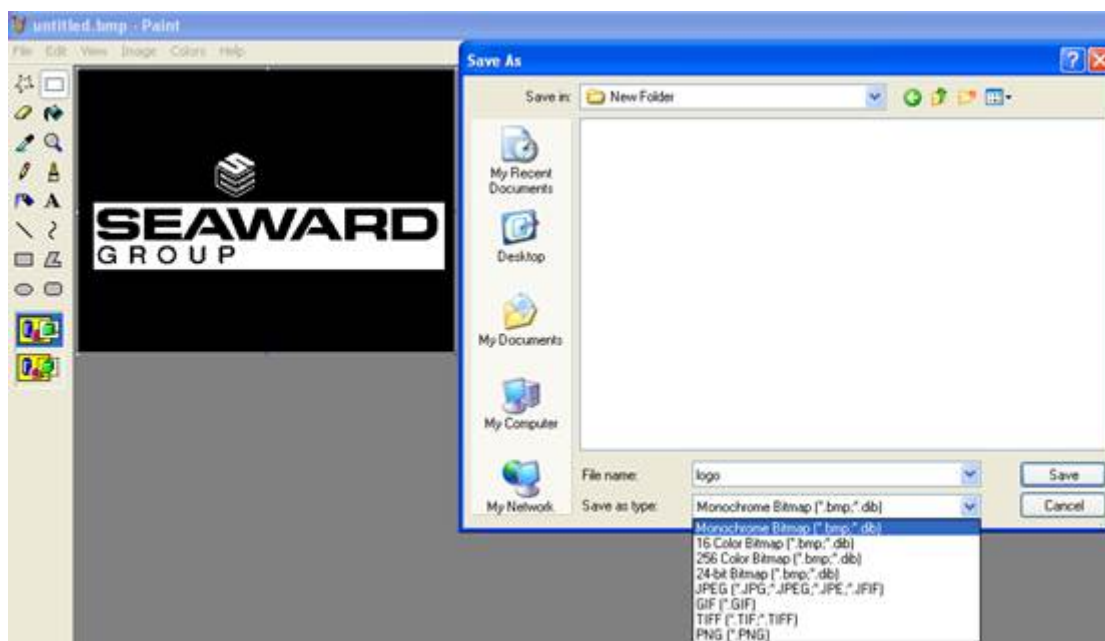 untitled.bmp - Paint
File Edit View Image Colors Help
SEAWARD
GROUP
Save As
Save in:
New Folder
My Recent
Documents
Desktop
My Documents
My Computer
My Network
File name:
logo
Save
Save as type:
Monochrome Bitmap (*.bmp;*.dib)
Cancel
Monochrome Bitmap (*.bmp;*.dib)
16 Color Bitmap (*.bmp;*.dib)
256 Color Bitmap (*.bmp;*.dib)
24-bit Bitmap (*.bmp;*.dib)
JPEG (*.JPG;*.JPEG;*.JPE;*.JFIF)
GIF (*.GIF)
TIFF (*.TIF;*.TIFF)
PNG (*.PNG)